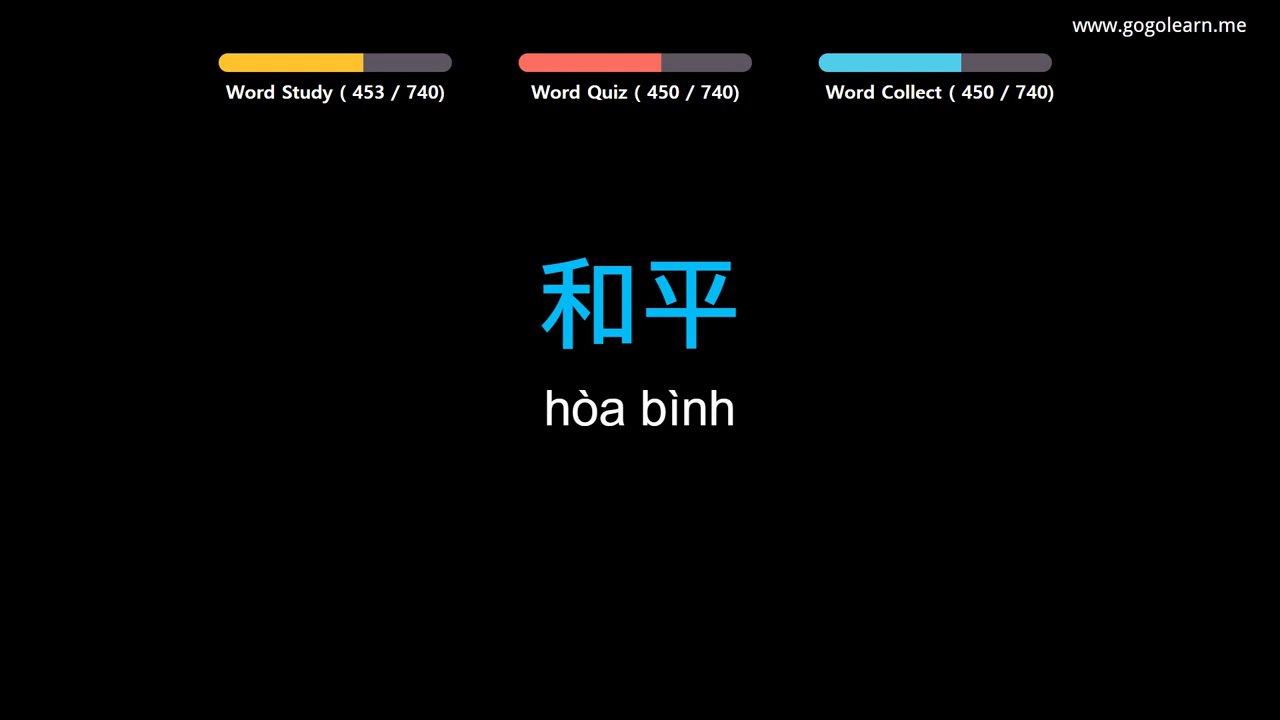 www.gogolearn.me
Word Study ( 453 / 740)
Word Quiz ( 450 / 740)
Word Collect ( 450 / 740)
和平
hòa bình